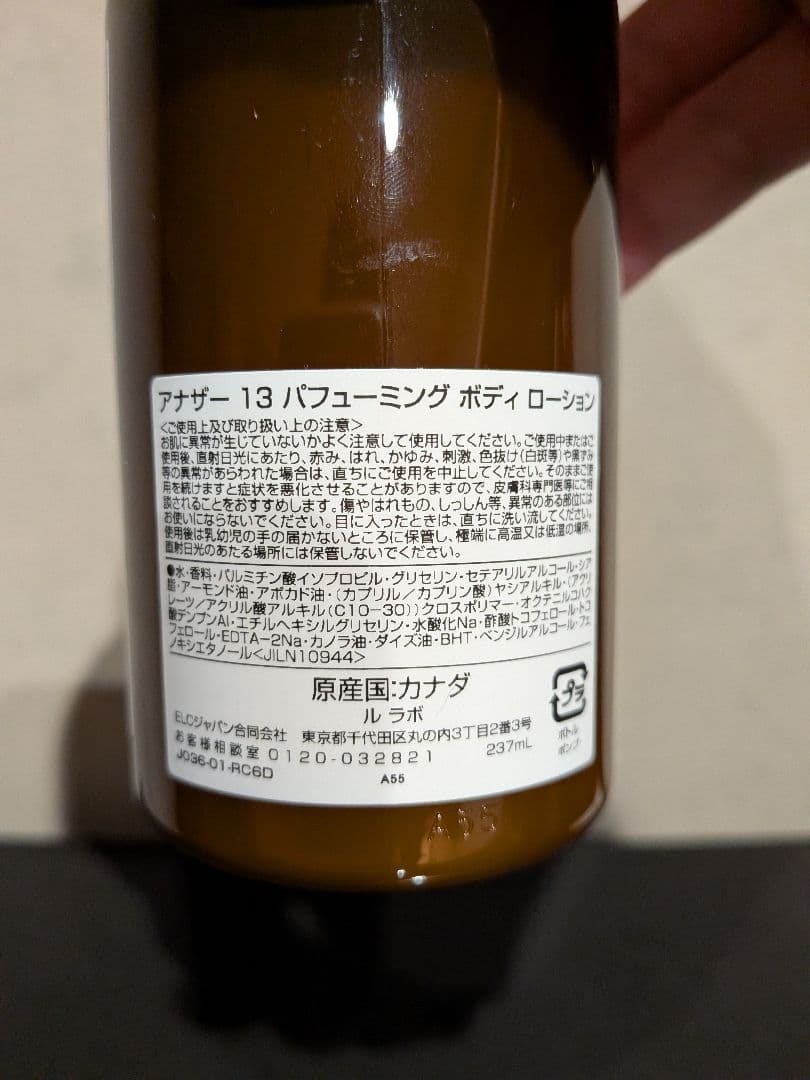 アナザー 13 パフューミング ボディ ローション
<ご使用上及び取り扱い上の注意>
お肌に異常が生じていないかよく注意して使用してください。ご使用中またはご
使用後、直射日光にあたり、赤み、はれ、かゆみ、刺激、色抜け(白斑等)や黒ずみ
等の異常があらわれた場合は、直ちにご使用を中止してください。そのままご使
用を続けますと症状を悪化させることがありますので、皮膚科専門医等にご相
談されることをおすすめします。傷やはれもの、しっしん等、異常のある部位には
お使いにならないでください。目に入ったときは、直ちに洗い流してください。
使用後は乳幼児の手の届かないところに保管し、極端に高温又は低温の場所、
直射日光のあたる場所には保管しないでください。
●水・香料・パルミチン酸イソプロピル・グリセリン・セテアリルアルコール・シア
脂・アーモンド油・アボカド油・(カプリル/カプリン酸)ヤシアルキル・(アクリ
レーツ/アクリル酸アルキル(C10-30))クロスポリマー・オクテニルコハク
酸デンプンAl・エチルヘキシルグリセリン・水酸化Na・酢酸トコフェロール・トコ
フェロール・EDTA-2Na・カノラ油・ダイズ油・BHT・ベンジルアルコール・フェ
ノキシエタノール<JILN10944>
原産国:カナダ
ル ラボ
プラ
ボトル
ポンプ
ELCジャパン合同会社 東京都千代田区丸の内3丁目2番3号
お客様相談室 0120-032821 237mL
J036-01-RC6D
A55
A55